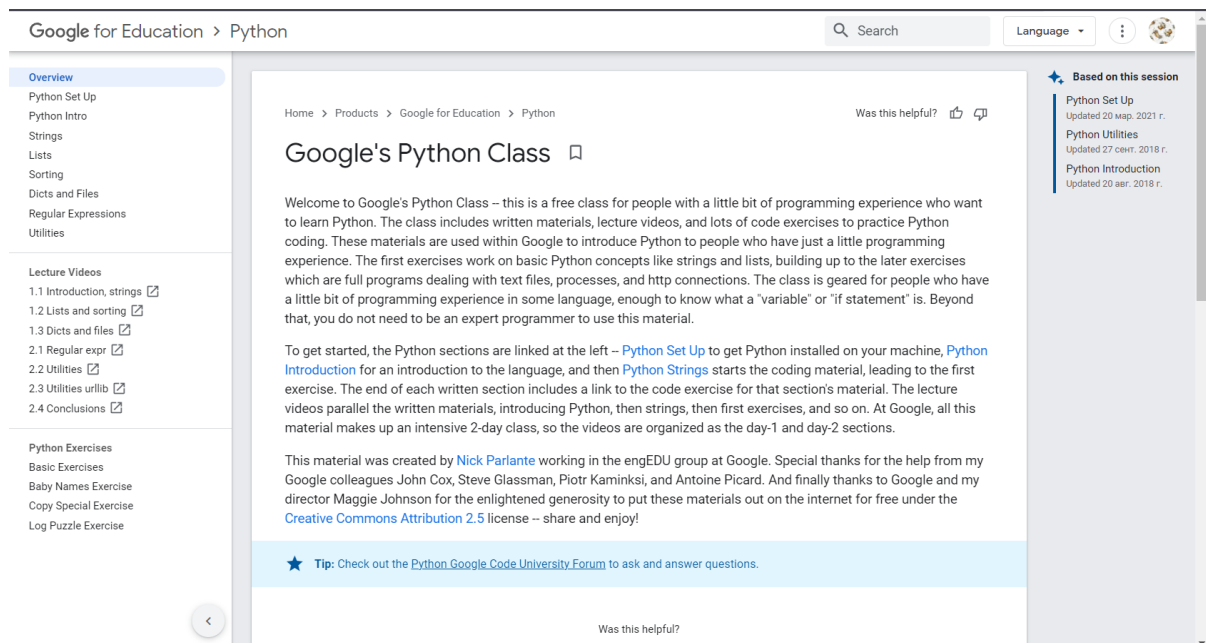 Google for Education > Python
Search
Language
Overview
Python Set Up
Python Intro
Strings
Lists
Sorting
Dicts and Files
Regular Expressions
Utilities
Lecture Videos
1.1 Introduction, strings
1.2 Lists and sorting
1.3 Dicts and files
2.1 Regular expr
2.2 Utilities
2.3 Utilities urllib
2.4 Conclusions
Python Exercises
Basic Exercises
Baby Names Exercise
Copy Special Exercise
Log Puzzle Exercise
Home > Products > Google for Education > Python
Was this helpful?
Google's Python Class
Welcome to Google's Python Class -- this is a free class for people with a little bit of programming experience who want
to learn Python. The class includes written materials, lecture videos, and lots of code exercises to practice Python
coding. These materials are used within Google to introduce Python to people who have just a little programming
experience. The first exercises work on basic Python concepts like strings and lists, building up to the later exercises
which are full programs dealing with text files, processes, and http connections. The class is geared for people who have
a little bit of programming experience in some language, enough to know what a "variable" or "if statement" is. Beyond
that, you do not need to be an expert programmer to use this material.
To get started, the Python sections are linked at the left -- Python Set Up to get Python installed on your machine, Python
Introduction for an introduction to the language, and then Python Strings starts the coding material, leading to the first
exercise. The end of each written section includes a link to the code exercise for that section's material. The lecture
videos parallel the written materials, introducing Python, then strings, then first exercises, and so on. At Google, all this
material makes up an intensive 2-day class, so the videos are organized as the day-1 and day-2 sections.
This material was created by Nick Parlante working in the engEDU group at Google. Special thanks for the help from my
Google colleagues John Cox, Steve Glassman, Piotr Kaminksi, and Antoine Picard. And finally thanks to Google and my
director Maggie Johnson for the enlightened generosity to put these materials out on the internet for free under the
Creative Commons Attribution 2.5 license -- share and enjoy!
Tip: Check out the Python Google Code University Forum to ask and answer questions.
Was this helpful?
Based on this session
Python Set Up
Updated 20 мар. 2021 г.
Python Utilities
Updated 27 сент. 2018 г.
Python Introduction
Updated 20 авг. 2018 г.